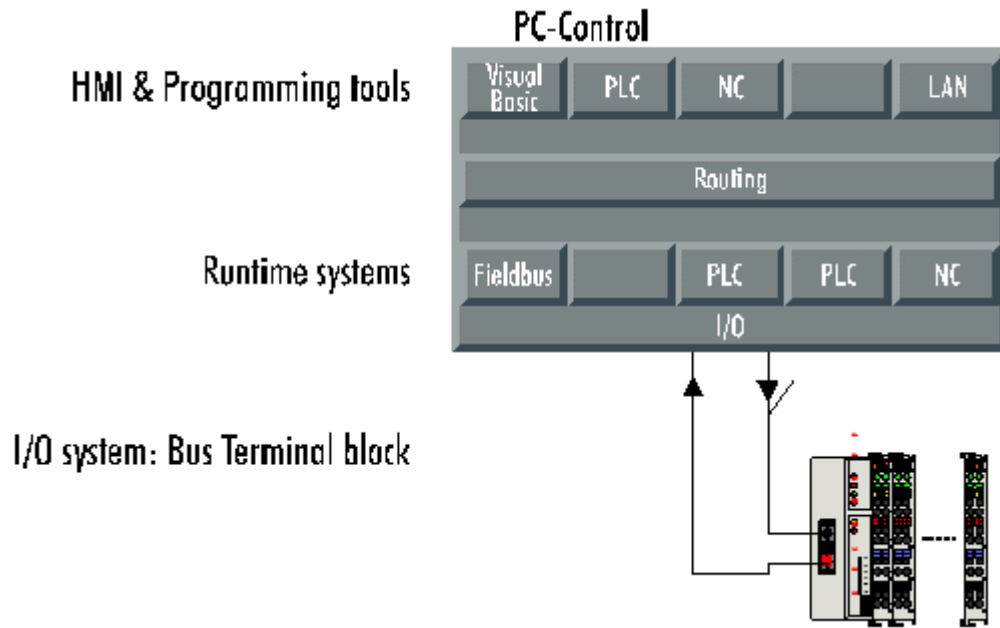 PC-Control
HMI & Programming tools
Visual Basic
PLC
NC
LAN
Routing
Runtime systems
Fieldbus
PLC
PLC
NC
I/O
I/O system: Bus Terminal block